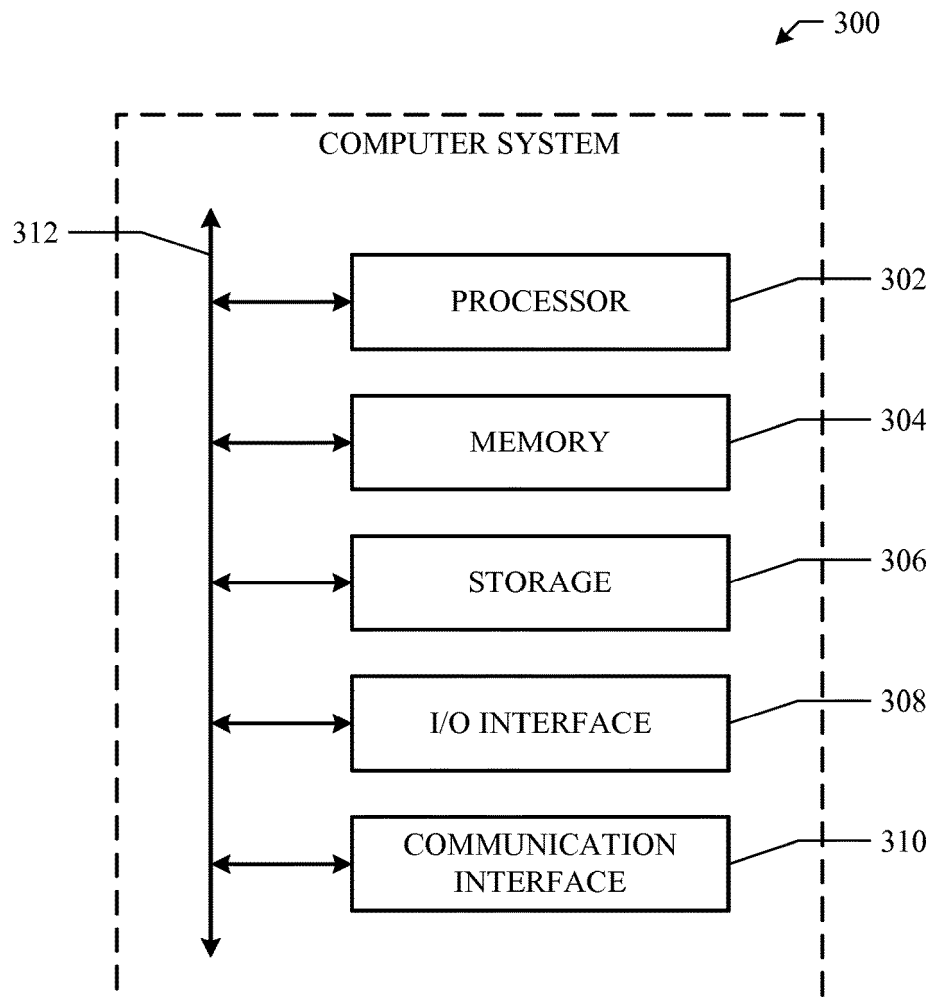 300
COMPUTER SYSTEM
312
PROCESSOR
302
MEMORY
304
STORAGE
306
I/O INTERFACE
308
COMMUNICATION
INTERFACE
310